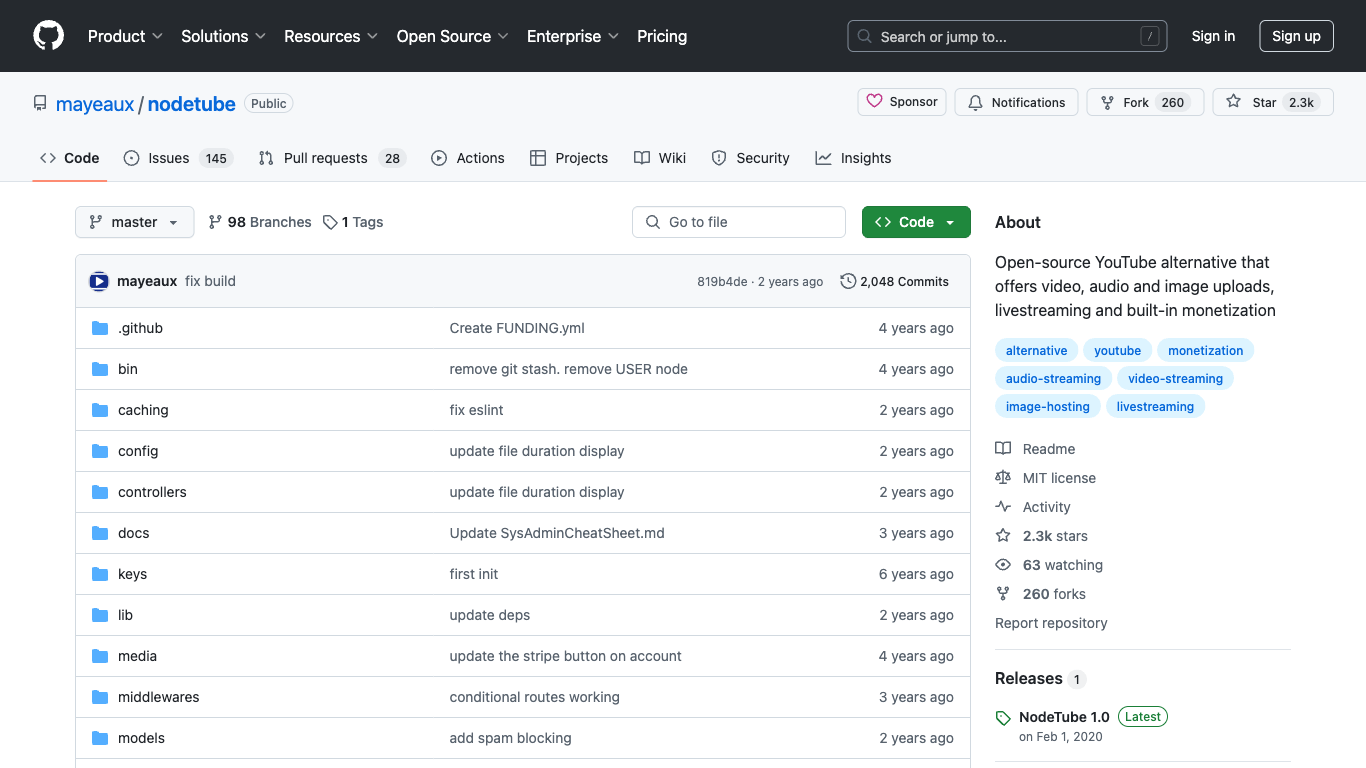 Product Solutions Resources Open Source Enterprise Pricing Search or jump to... / Sign in Sign up
mayeaux / nodetube Public Sponsor Notifications Fork 260 Star 2.3k
Code Issues 145 Pull requests 28 Actions Projects Wiki Security Insights
master 98 Branches 1 Tags Go to file Code
mayeaux fix build 819b4de · 2 years ago 2,048 Commits
.github Create FUNDING.yml 4 years ago
bin remove git stash. remove USER node 4 years ago
caching fix eslint 2 years ago
config update file duration display 2 years ago
controllers update file duration display 2 years ago
docs Update SysAdminCheatSheet.md 3 years ago
keys first init 6 years ago
lib update deps 2 years ago
media update the stripe button on account 4 years ago
middlewares conditional routes working 3 years ago
models add spam blocking 2 years ago
About
Open-source YouTube alternative that
offers video, audio and image uploads,
livestreaming and built-in monetization
alternative youtube monetization
audio-streaming video-streaming
image-hosting livestreaming
Readme
MIT license
Activity
2.3k stars
63 watching
260 forks
Report repository
Releases 1
NodeTube 1.0 Latest
on Feb 1, 2020